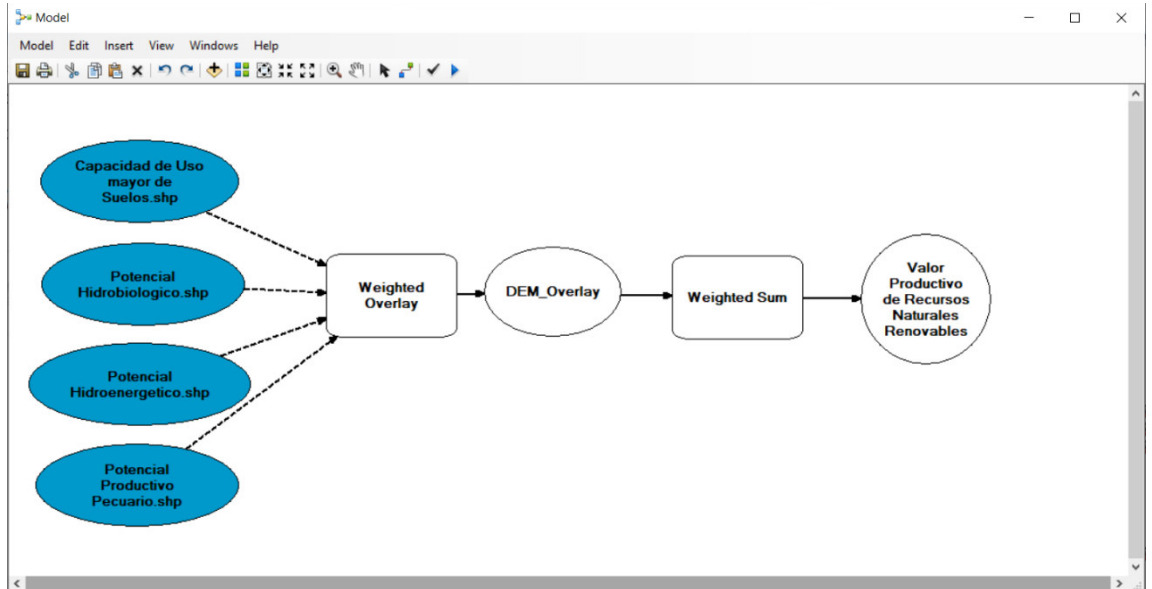 Model
Model Edit Insert View Windows Help
Capacidad de Uso
mayor de
Suelos.shp
Potencial
Hidrobiologico.shp
Potencial
Hidroenergetico.shp
Potencial
Productivo
Pecuario.shp
Weighted
Overlay
DEM_Overlay
Weighted Sum
Valor
Productivo
de Recursos
Naturales
Renovables